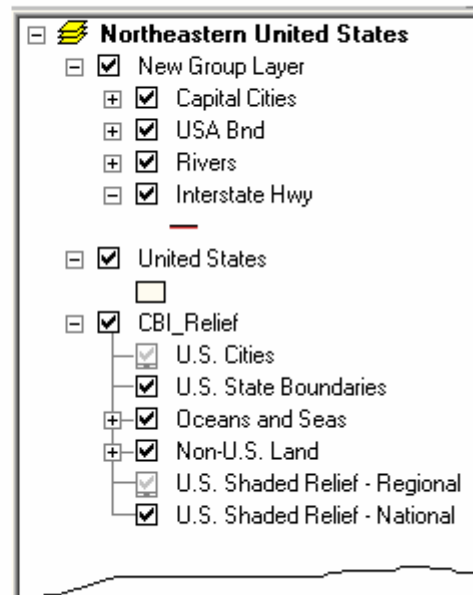 Northeastern United States
New Group Layer
Capital Cities
USA Bnd
Rivers
Interstate Hwy
United States
CBI_Relief
U.S. Cities
U.S. State Boundaries
Oceans and Seas
Non-U.S. Land
U.S. Shaded Relief - Regional
U.S. Shaded Relief - National